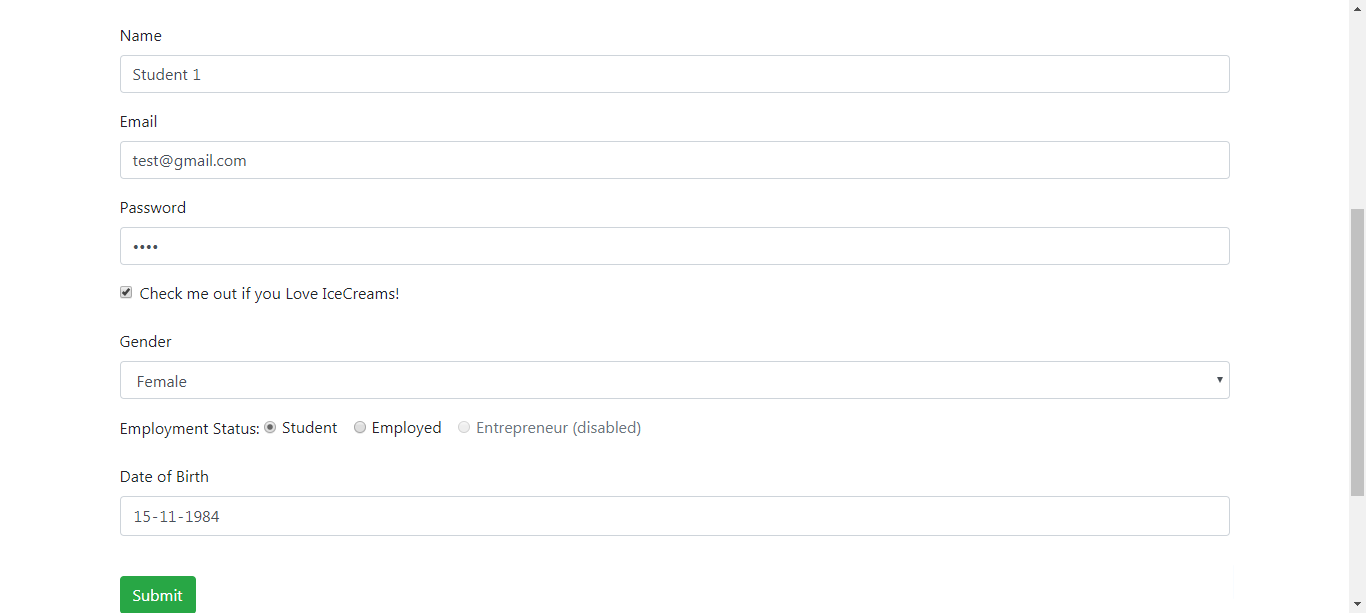 Name
Student 1
Email
test@gmail.com
Password
••••
Check me out if you Love IceCreams!
Gender
Female
Employment Status: Student Employed Entrepreneur (disabled)
Date of Birth
15-11-1984
Submit